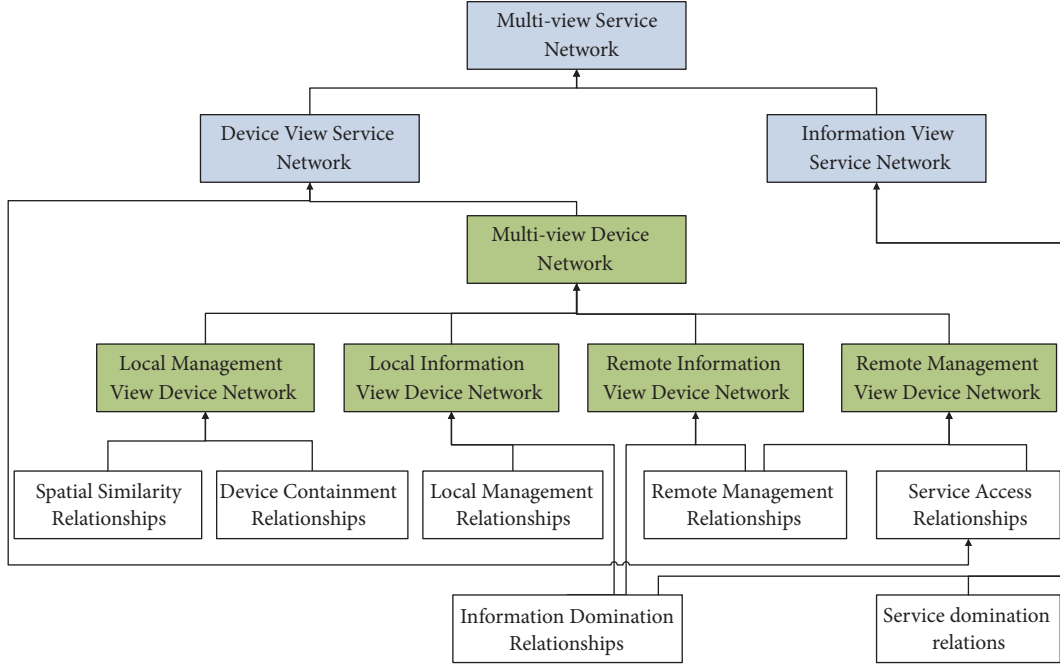 Multi-view Service
Network
Device View Service
Network
Information View
Service Network
Multi-view Device
Network
Local Management
View Device Network
Local Information
View Device Network
Remote Information
View Device Network
Remote Management
View Device Network
Spatial Similarity
Relationships
Device Containment
Relationships
Local Management
Relationships
Remote Management
Relationships
Service Access
Relationships
Information Domination
Relationships
Service domination
relations